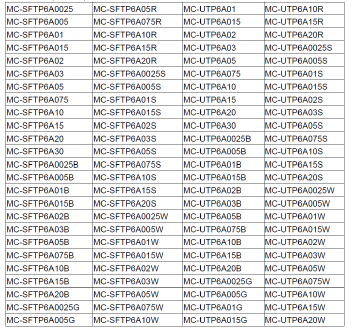 MC-SFTP6A0025 MC-SFTP6A05R MC-UTP6A01 MC-UTP6A10R
MC-SFTP6A005 MC-SFTP6A075R MC-UTP6A015 MC-UTP6A15R
MC-SFTP6A01 MC-SFTP6A10R MC-UTP6A02 MC-UTP6A20R
MC-SFTP6A015 MC-SFTP6A15R MC-UTP6A03 MC-UTP6A0025S
MC-SFTP6A02 MC-SFTP6A20R MC-UTP6A05 MC-UTP6A005S
MC-SFTP6A03 MC-SFTP6A0025S MC-UTP6A075 MC-UTP6A01S
MC-SFTP6A05 MC-SFTP6A005S MC-UTP6A10 MC-UTP6A015S
MC-SFTP6A075 MC-SFTP6A01S MC-UTP6A15 MC-UTP6A02S
MC-SFTP6A10 MC-SFTP6A015S MC-UTP6A20 MC-UTP6A03S
MC-SFTP6A15 MC-SFTP6A02S MC-UTP6A30 MC-UTP6A05S
MC-SFTP6A20 MC-SFTP6A03S MC-UTP6A0025B MC-UTP6A075S
MC-SFTP6A30 MC-SFTP6A05S MC-UTP6A005B MC-UTP6A10S
MC-SFTP6A0025B MC-SFTP6A075S MC-UTP6A01B MC-UTP6A15S
MC-SFTP6A005B MC-SFTP6A10S MC-UTP6A015B MC-UTP6A20S
MC-SFTP6A01B MC-SFTP6A15S MC-UTP6A02B MC-UTP6A0025W
MC-SFTP6A015B MC-SFTP6A20S MC-UTP6A03B MC-UTP6A005W
MC-SFTP6A02B MC-SFTP6A0025W MC-UTP6A05B MC-UTP6A01W
MC-SFTP6A03B MC-SFTP6A005W MC-UTP6A075B MC-UTP6A015W
MC-SFTP6A05B MC-SFTP6A01W MC-UTP6A10B MC-UTP6A02W
MC-SFTP6A075B MC-SFTP6A015W MC-UTP6A15B MC-UTP6A03W
MC-SFTP6A10B MC-SFTP6A02W MC-UTP6A20B MC-UTP6A05W
MC-SFTP6A15B MC-SFTP6A03W MC-UTP6A0025G MC-UTP6A075W
MC-SFTP6A20B MC-SFTP6A05W MC-UTP6A005G MC-UTP6A10W
MC-SFTP6A0025G MC-SFTP6A075W MC-UTP6A01G MC-UTP6A15W
MC-SFTP6A005G MC-SFTP6A10W MC-UTP6A015G MC-UTP6A20W